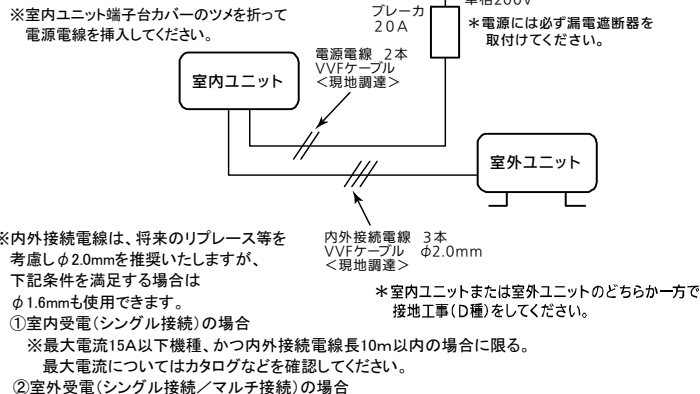 ※室内ユニット端子台カバーのツメを折って
電源電線を挿入してください。
単相200V
ブレーカ
20A
＊電源には必ず漏電遮断器を
取付けてください。
電源電線 2本
VVFケーブル
＜現地調達＞
室内ユニット
室外ユニット
内外接続電線 3本
VVFケーブル φ2.0mm
＜現地調達＞
※内外接続電線は、将来のリプレース等を
考慮しφ2.0mmを推奨いたしますが、
下記条件を満足する場合は
φ1.6mmも使用できます。
＊室内ユニットまたは室外ユニットのどちらか一方で
接地工事(D種)をしてください。
①室内受電(シングル接続)の場合
※最大電流15A以下機種、かつ内外接続電線長10m以内の場合に限る。
最大電流についてはカタログなどを確認してください。
②室外受電(シングル接続／マルチ接続)の場合